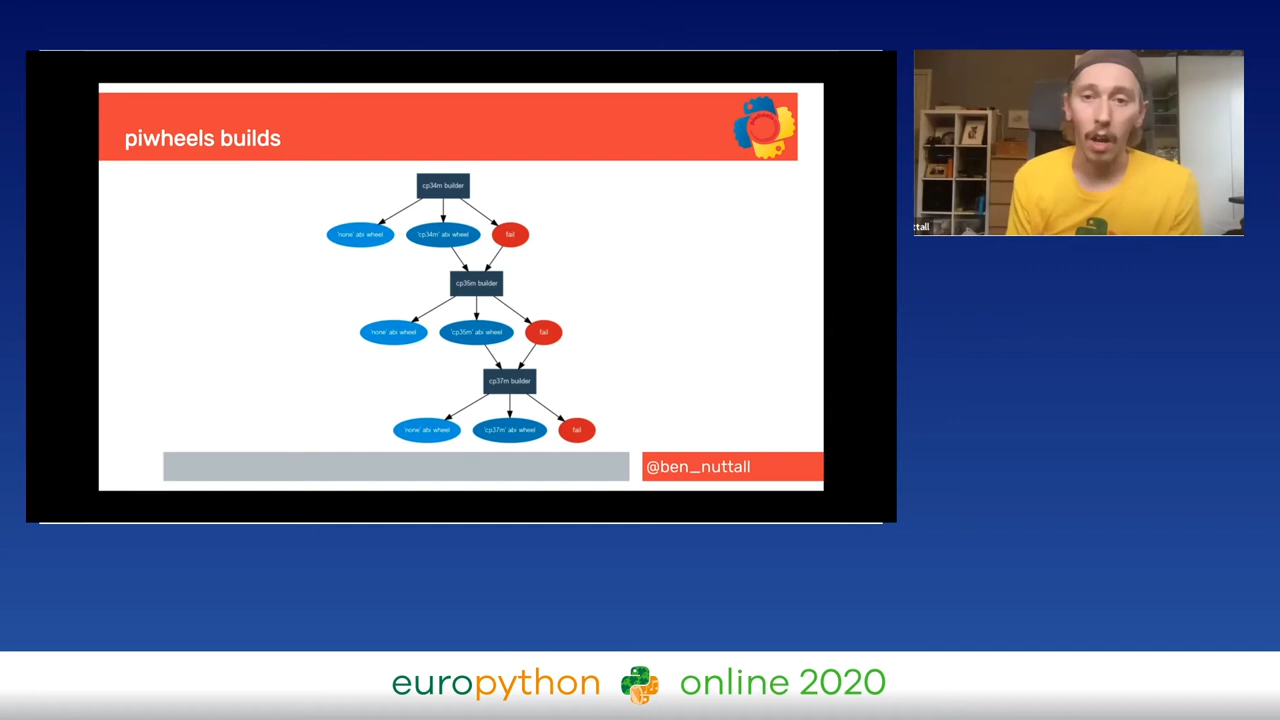 piwheels builds
cp34m builder
'none' abi wheel
'cp34m' abi wheel
fail
cp35m builder
'none' abi wheel
'cp35m' abi wheel
fail
cp37m builder
'none' abi wheel
'cp37m' abi wheel
fail
@ben_nuttall
ttall
europython online 2020